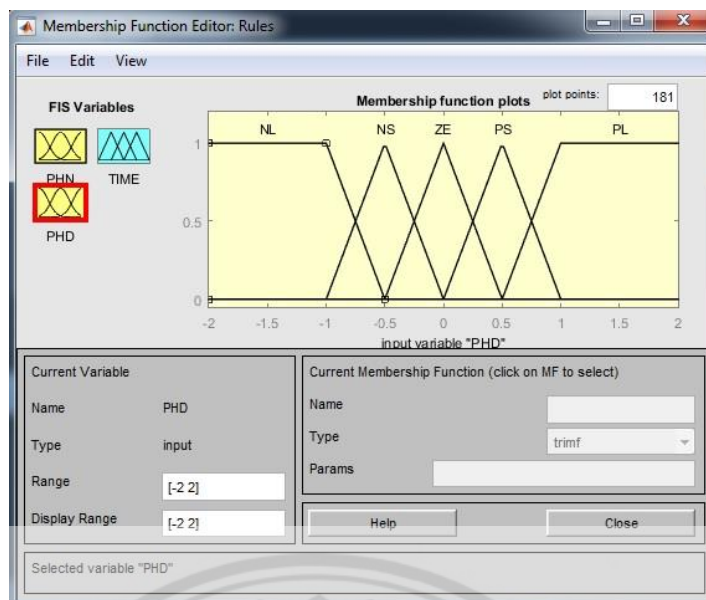 Membership Function Editor: Rules
File Edit View
FIS Variables
PHN TIME
PHD
Membership function plots plot points: 181
NL NS ZE PS PL
1
0.5
0
-2 -1.5 -1 -0.5 0 0.5 1 1.5 2
input variable "PHD"
Current Variable
Name PHD
Type input
Range [-2 2]
Display Range [-2 2]
Current Membership Function (click on MF to select)
Name
Type trimf
Params
Help Close
Selected variable "PHD"